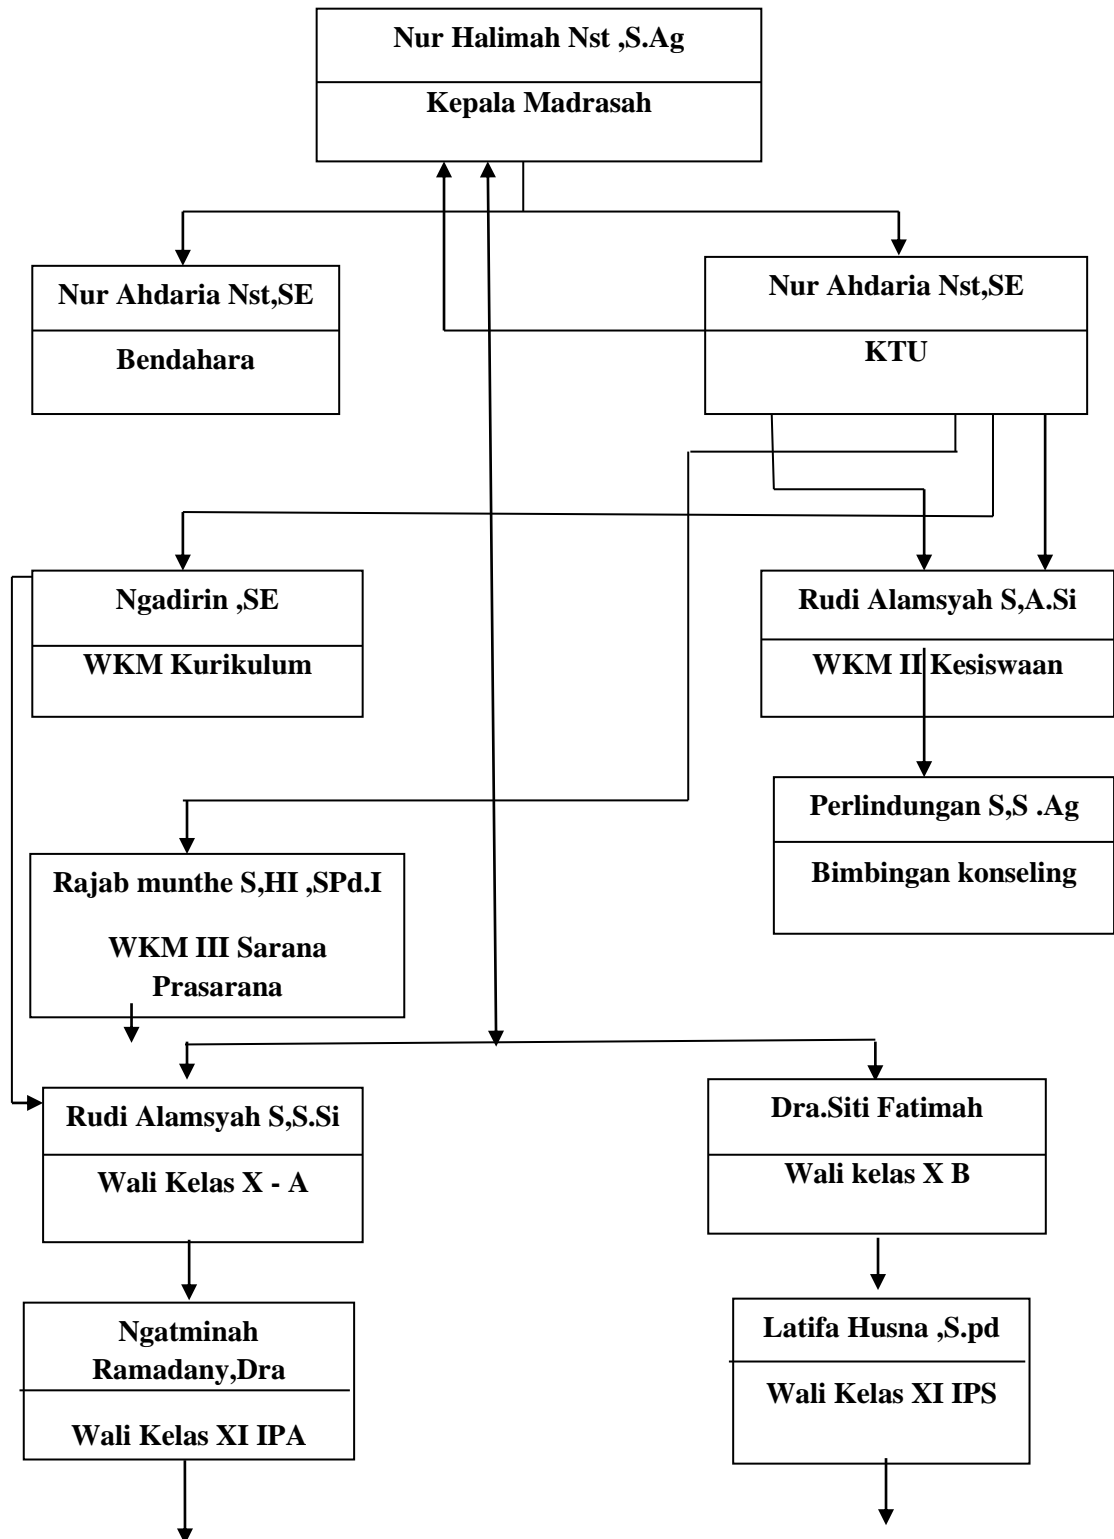 Nur Halimah Nst ,S.Ag
Kepala Madrasah
Nur Ahdaria Nst,SE
Bendahara
Nur Ahdaria Nst,SE
KTU
Ngadirin ,SE
WKM Kurikulum
Rudi Alamsyah S,A.Si
WKM II Kesiswaan
Perlindungan S,S .Ag
Bimbingan konseling
Rajab munthe S,HI ,SPd.I
WKM III Sarana
Prasarana
Rudi Alamsyah S,S.Si
Wali Kelas X - A
Dra.Siti Fatimah
Wali kelas X B
Ngatminah
Ramadany,Dra
Wali Kelas XI IPA
Latifa Husna ,S.pd
Wali Kelas XI IPS